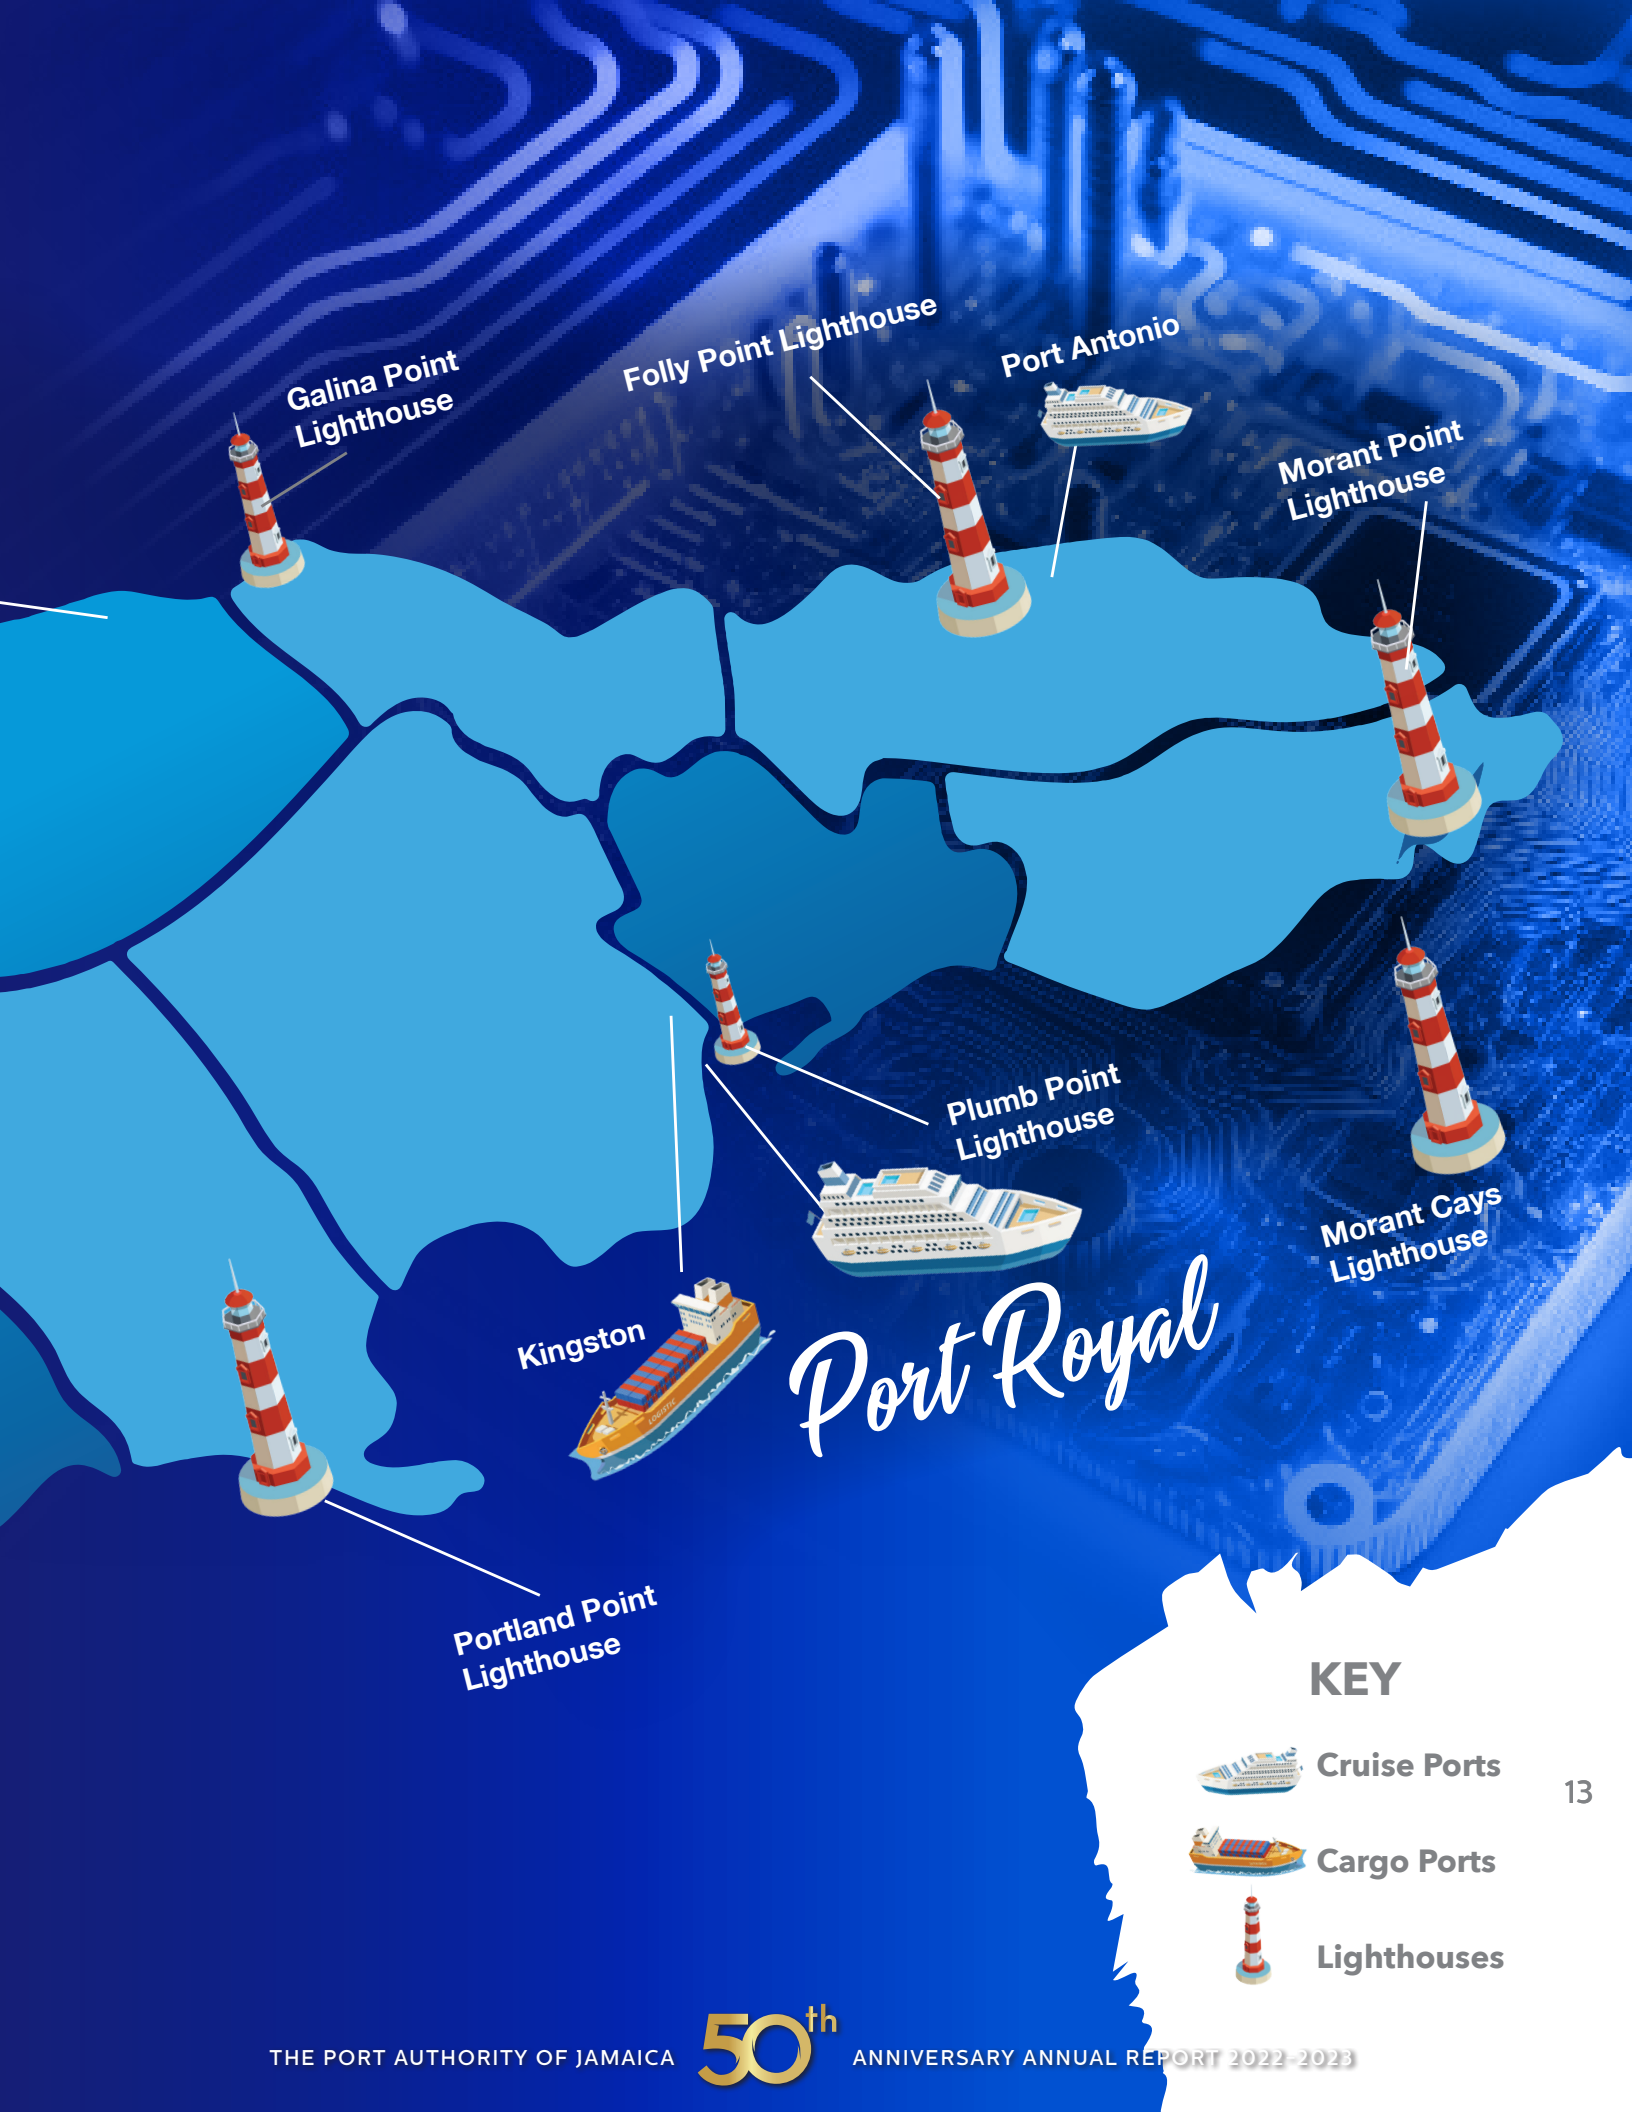 Folly Point Lighthouse
Port Antonio
Galina Point
Lighthouse
Morant Point
Lighthouse
Plumb Point
Lighthouse
Morant Cays
Lighthouse
Kingston
LOGISTIC
Port Royal
Portland Point
Lighthouse
KEY
Cruise Ports
13
Cargo Ports
Lighthouses
THE PORT AUTHORITY OF JAMAICA 50th ANNIVERSARY ANNUAL REPORT 2022-2023